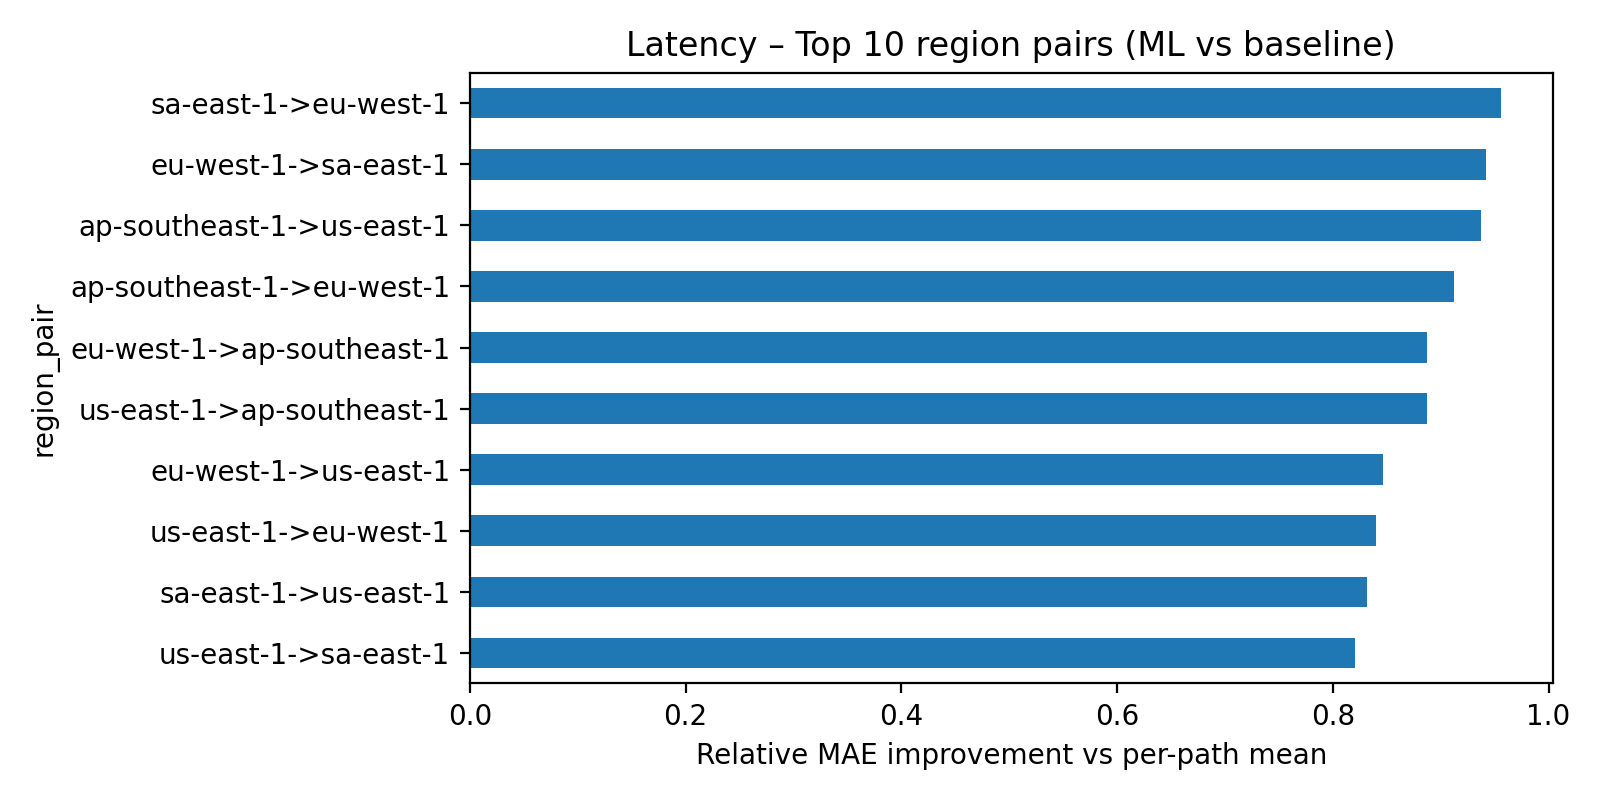 Latency – Top 10 region pairs (ML vs baseline)
region_pair
sa-east-1->eu-west-1
eu-west-1->sa-east-1
ap-southeast-1->us-east-1
ap-southeast-1->eu-west-1
eu-west-1->ap-southeast-1
us-east-1->ap-southeast-1
eu-west-1->us-east-1
us-east-1->eu-west-1
sa-east-1->us-east-1
us-east-1->sa-east-1
0.0 0.2 0.4 0.6 0.8 1.0
Relative MAE improvement vs per-path mean